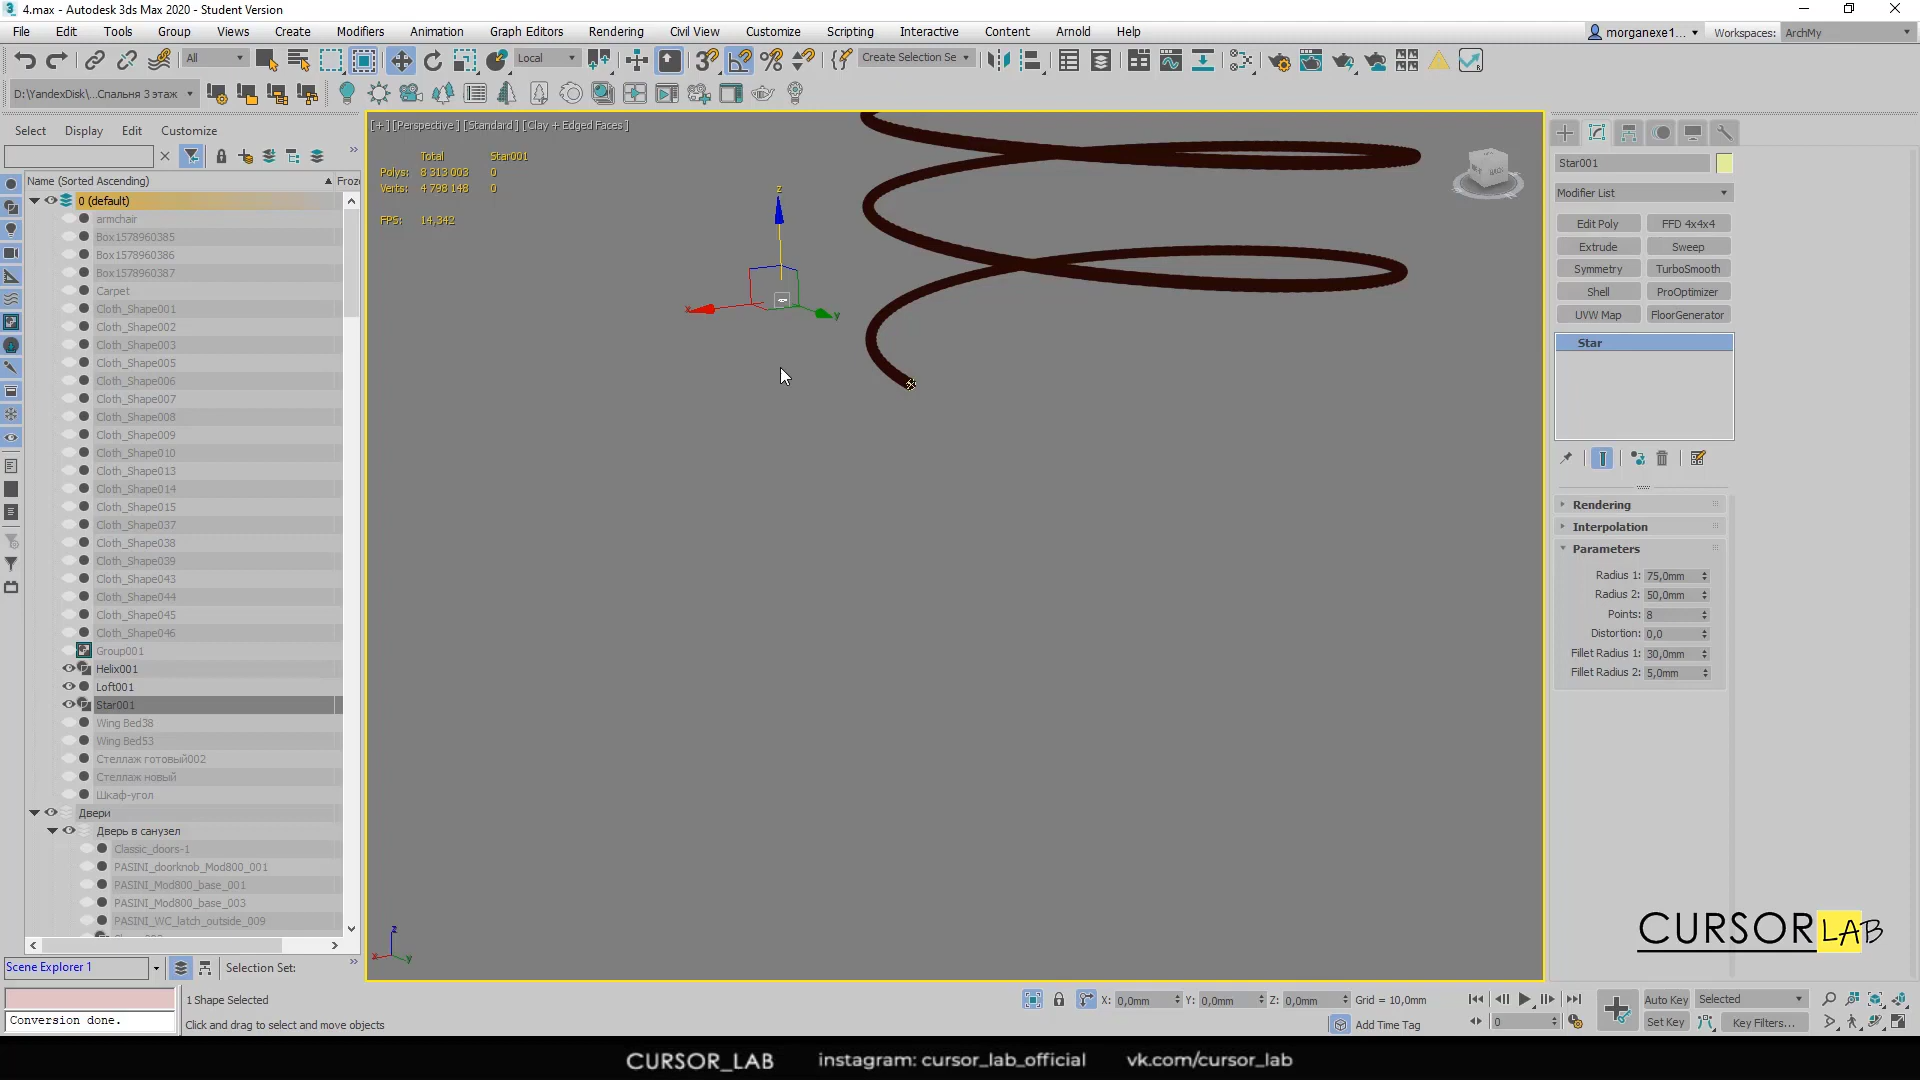 4.max - Autodesk 3ds Max 2020 - Student Version
File Edit Tools Group Views Create Modifiers Animation Graph Editors Rendering Civil View Customize Scripting Interactive Content Arnold Help
morganexe1... Workspaces: ArchMy
All Local Create Selection Se
D:\YandexDisk\...Спальня 3 этаж
Select Display Edit Customize
Name (Sorted Ascending) Froz
0 (default)
armchair
Box1578960385
Box1578960386
Box1578960387
Carpet
Cloth_Shape001
Cloth_Shape002
Cloth_Shape003
Cloth_Shape005
Cloth_Shape006
Cloth_Shape007
Cloth_Shape008
Cloth_Shape009
Cloth_Shape010
Cloth_Shape013
Cloth_Shape014
Cloth_Shape015
Cloth_Shape037
Cloth_Shape038
Cloth_Shape039
Cloth_Shape043
Cloth_Shape044
Cloth_Shape045
Cloth_Shape046
Group001
Helix001
Loft001
Star001
Wing Bed38
Wing Bed53
Стеллаж готовый002
Стеллаж новый
Шкаф-угол
Двери
Дверь в санузел
Classic_doors-1
PASINI_doorknob_Mod800_001
PASINI_Mod800_base_001
PASINI_Mod800_base_003
PASINI_WC_latch_outside_009
Scene Explorer 1 Selection Set:
[+] [Perspective] [Standard] [Clay + Edged Faces]
Total Star001
Polys: 8 313 003 0
Verts: 4 798 148 0
FPS: 14,342
z
x
y
z
x
y
Star001
Modifier List
Edit Poly FFD 4x4x4
Extrude Sweep
Symmetry TurboSmooth
Shell ProOptimizer
UVW Map FloorGenerator
Star
Rendering
Interpolation
Parameters
Radius 1: 75,0mm
Radius 2: 50,0mm
Points: 8
Distortion: 0,0
Fillet Radius 1: 30,0mm
Fillet Radius 2: 5,0mm
CURSOR LAB
Conversion done.
1 Shape Selected
Click and drag to select and move objects
X: 0,0mm Y: 0,0mm Z: 0,0mm Grid = 10,0mm
Add Time Tag
0
Auto Key Selected
Set Key Key Filters...
CURSOR_LAB instagram: cursor_lab_official vk.com/cursor_lab